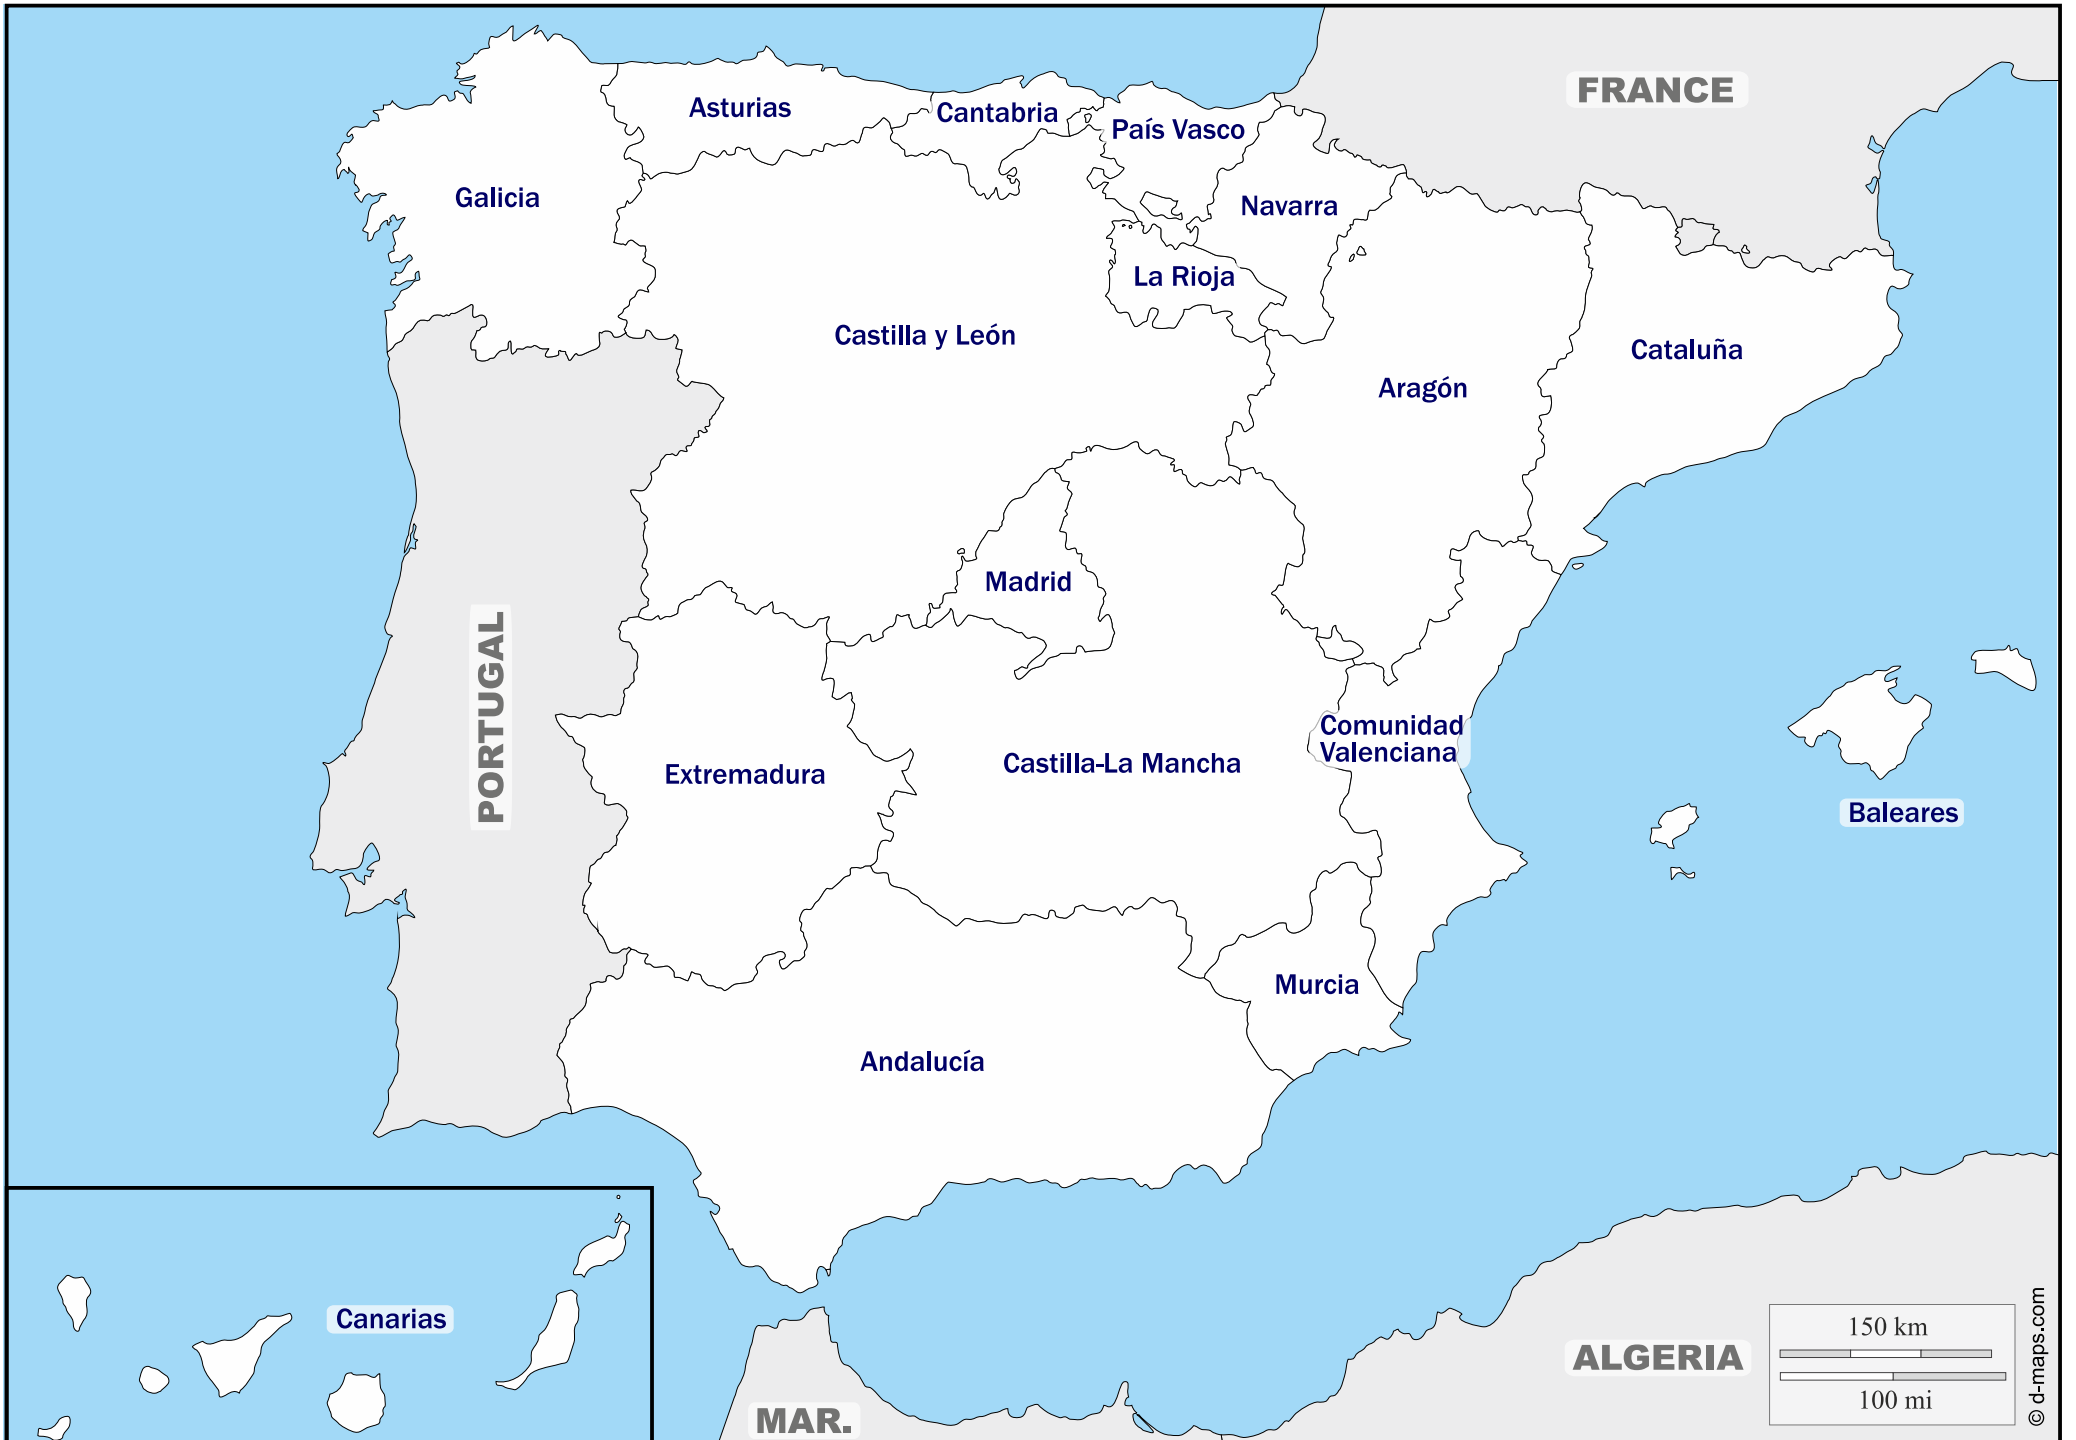 FRANCE
Asturias
Cantabria
País Vasco
Galicia
Navarra
La Rioja
Castilla y León
Cataluña
Aragón
Madrid
PORTUGAL
Comunidad
Valenciana
Castilla-La Mancha
Extremadura
Baleares
Murcia
Andalucía
Canarias
ALGERIA
MAR.
150 km
100 mi
© d-maps.com